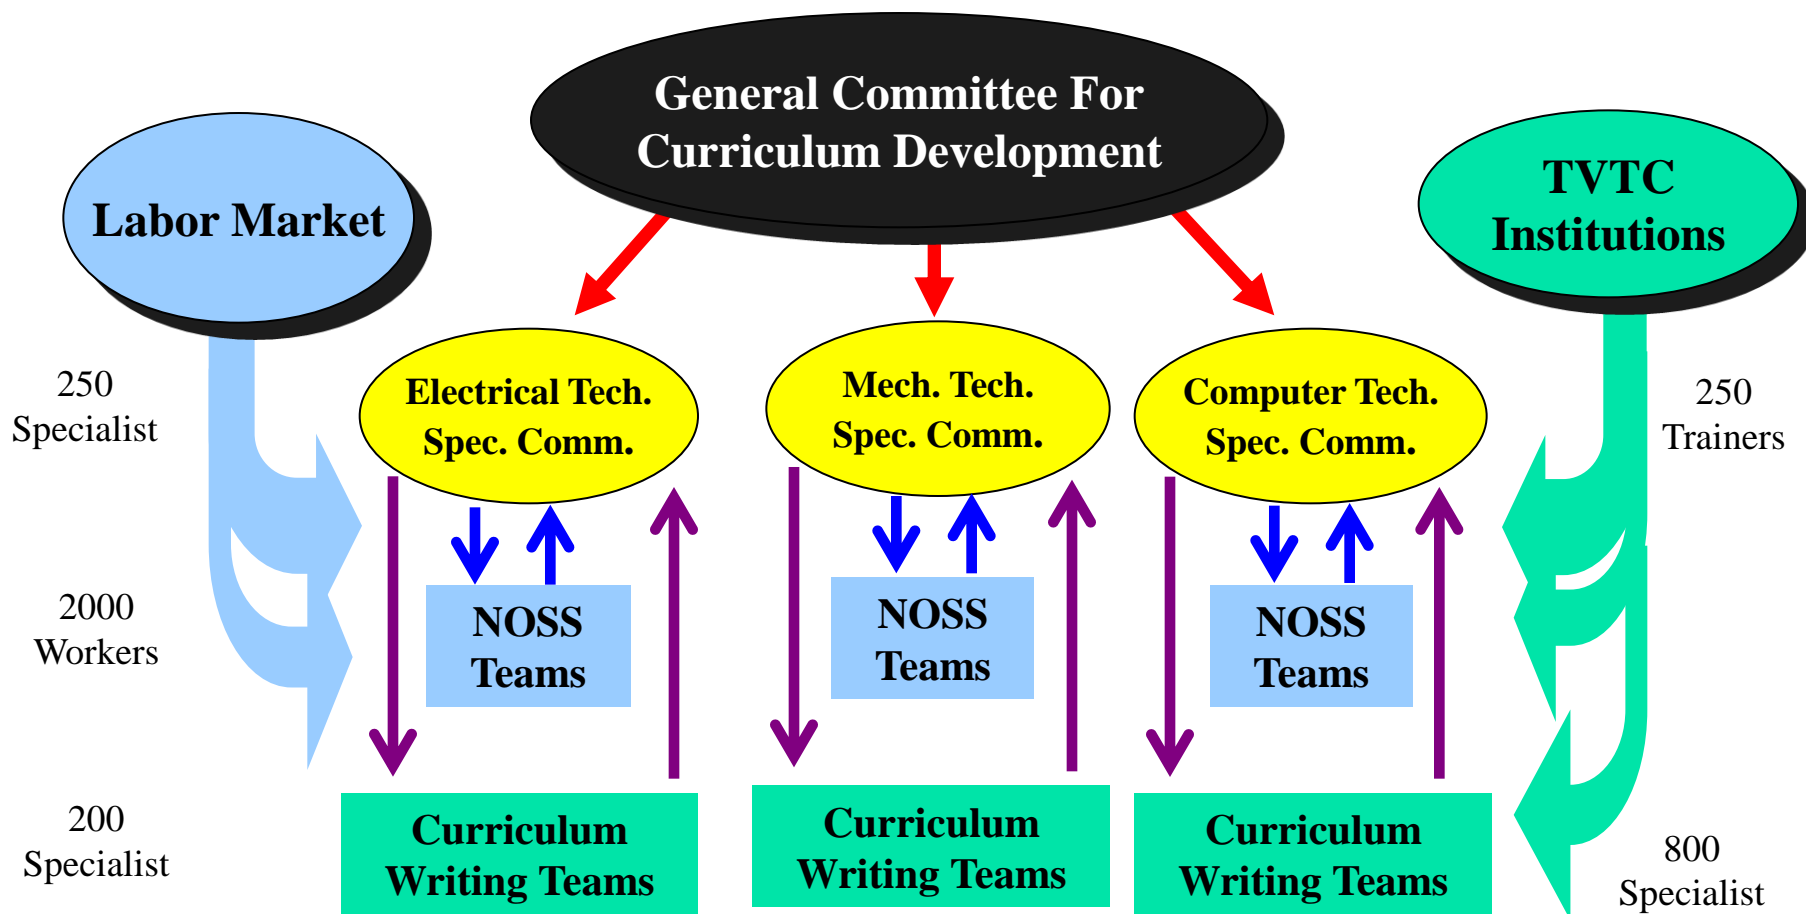 General Committee For
Curriculum Development
Labor Market
TVTC
Institutions
250
Specialist
Electrical Tech.
Spec. Comm.
Mech. Tech.
Spec. Comm.
Computer Tech.
Spec. Comm.
250
Trainers
2000
Workers
NOSS
Teams
NOSS
Teams
NOSS
Teams
200
Specialist
Curriculum
Writing Teams
Curriculum
Writing Teams
Curriculum
Writing Teams
800
Specialist